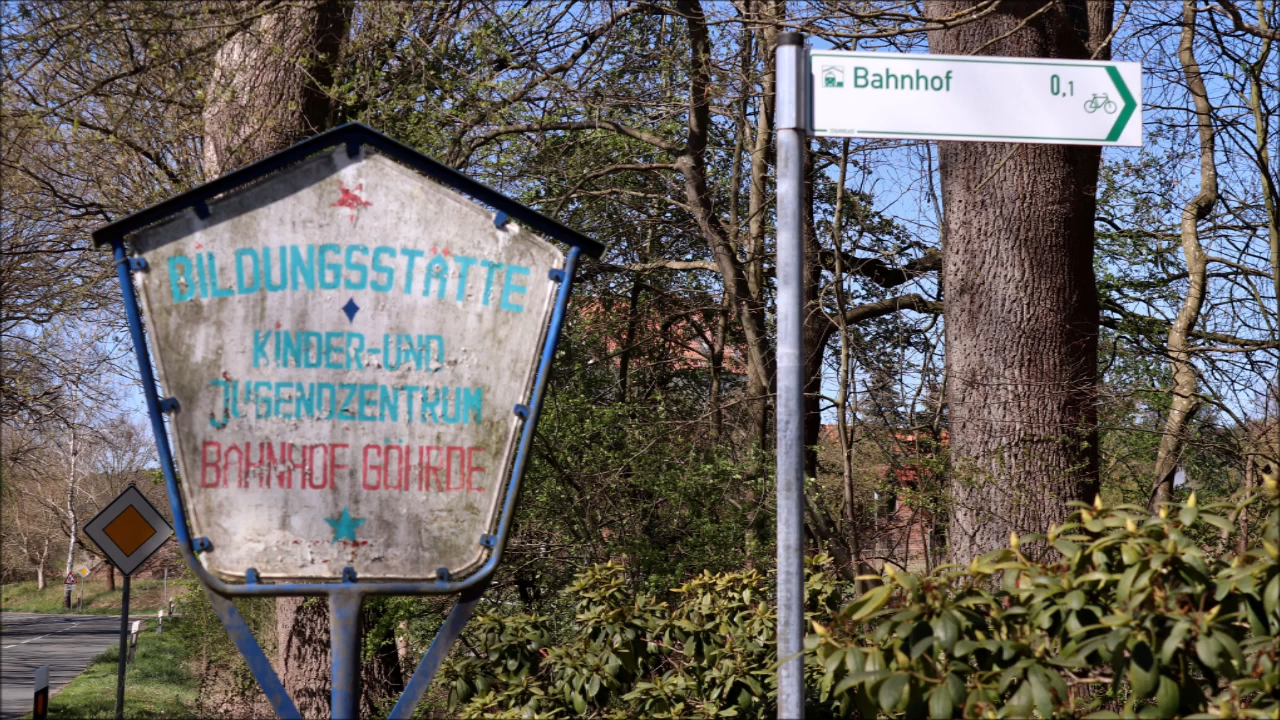 BILDUNGSSTÄTTE
KINDER-UND
JUGENDZENTRUM
BAHNHOF GÖHRDE
Bahnhof 0,1